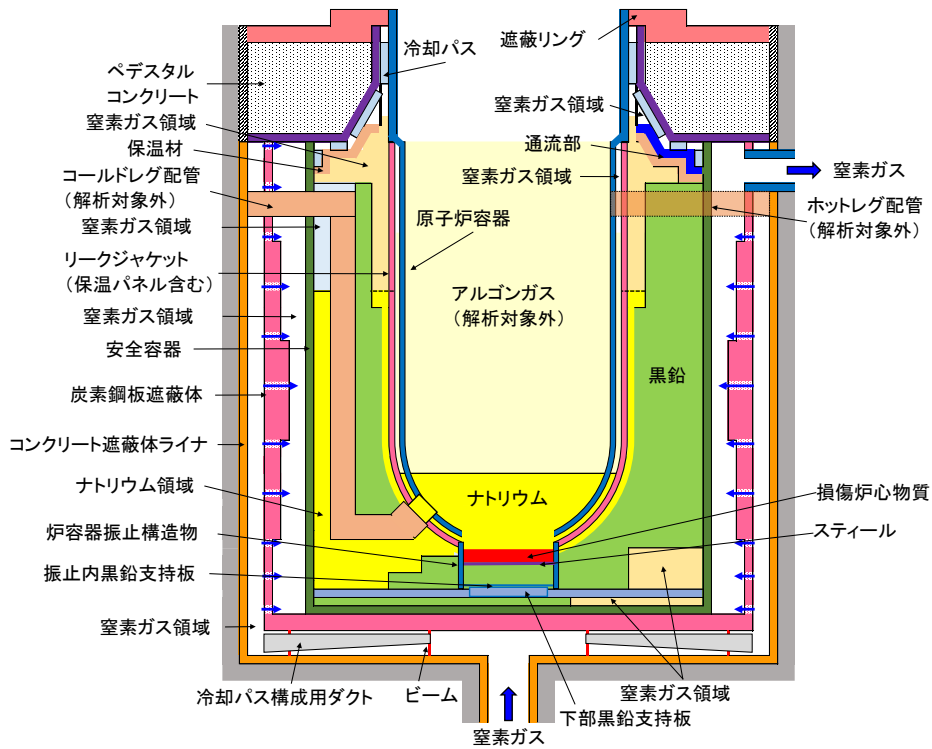 冷却パス
遮蔽リング
ペデスタル
コンクリート
窒素ガス領域
保温材
コールドレグ配管
（解析対象外）
窒素ガス領域
リークジャケット
（保温パネル含む）
窒素ガス領域
安全容器
炭素鋼板遮蔽体
コンクリート遮蔽体ライナ
ナトリウム領域
炉容器振止構造物
振止内黒鉛支持板
窒素ガス領域
冷却パス構成用ダクト
ビーム
窒素ガス
下部黒鉛支持板
窒素ガス領域
原子炉容器
アルゴンガス
（解析対象外）
ナトリウム
窒素ガス領域
通流部
窒素ガス領域
窒素ガス
ホットレグ配管
（解析対象外）
黒鉛
損傷炉心物質
スティール